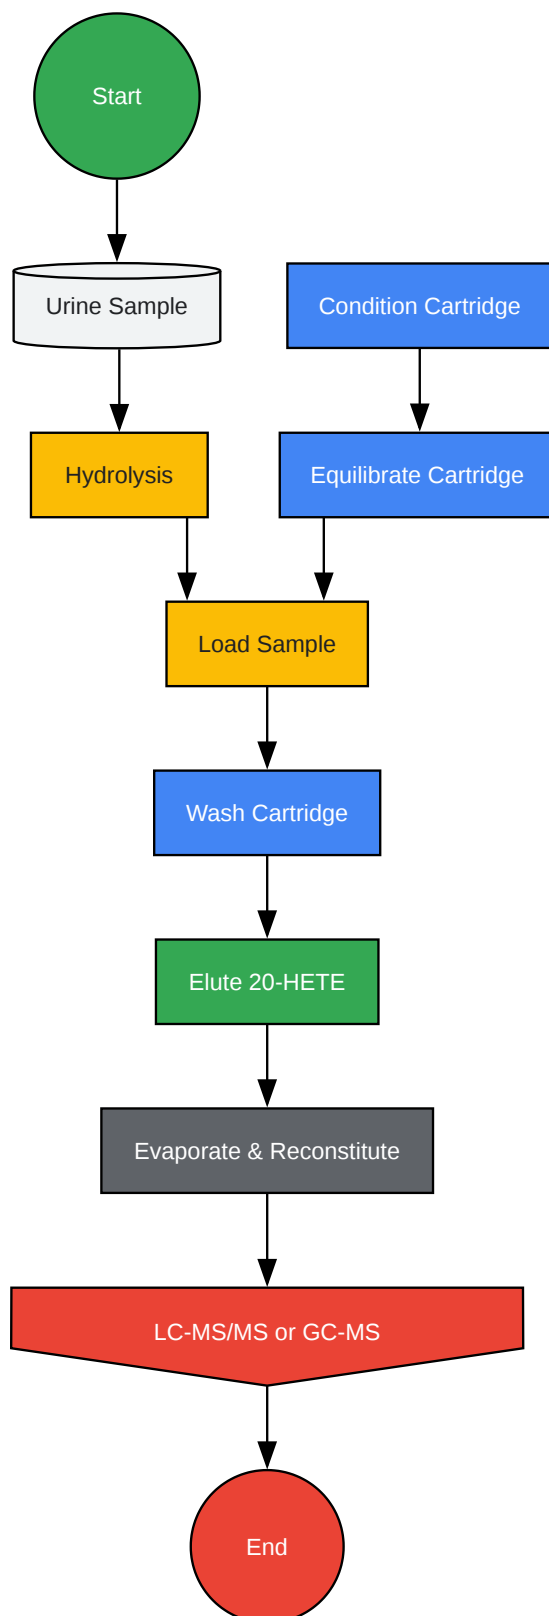 Start
Urine Sample
Condition Cartridge
Hydrolysis
Equilibrate Cartridge
Load Sample
Wash Cartridge
Elute 20-HETE
Evaporate & Reconstitute
LC-MS/MS or GC-MS
End